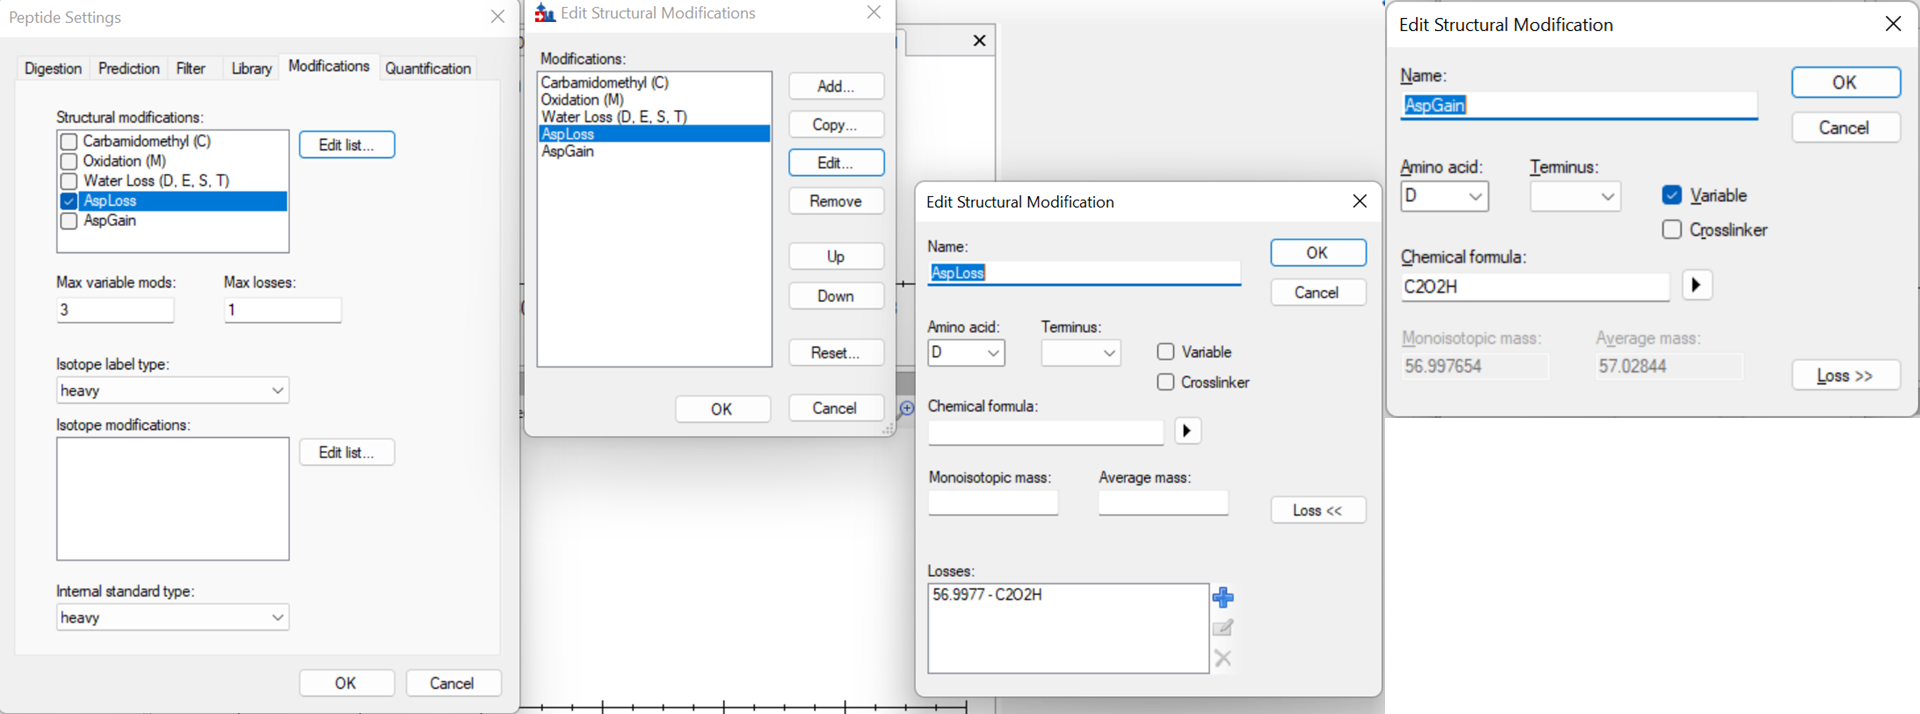 Peptide Settings
Digestion
Prediction
Filter
Library
Modifications
Quantification
Structural modifications:
Carbamidomethyl (C)
Oxidation (M)
Water Loss (D, E, S, T)
AspLoss
AspGain
Edit list...
Max variable mods:
Max losses:
3
1
Isotope label type:
heavy
Isotope modifications:
Edit list...
Internal standard type:
heavy
OK
Cancel
Edit Structural Modifications
Modifications:
Carbamidomethyl (C)
Oxidation (M)
Water Loss (D, E, S, T)
AspLoss
AspGain
Add...
Copy...
Edit...
Remove
Up
Down
Reset...
OK
Cancel
Edit Structural Modification
Name:
AspLoss
OK
Cancel
Amino acid:
Terminus:
D
Variable
Crosslinker
Chemical formula:
Monoisotopic mass:
Average mass:
Loss <<
Losses:
56.9977 - C2O2H
Edit Structural Modification
Name:
AspGain
OK
Cancel
Amino acid:
Terminus:
D
Variable
Crosslinker
Chemical formula:
C2O2H
Monoisotopic mass:
Average mass:
56.997654
57.02844
Loss >>